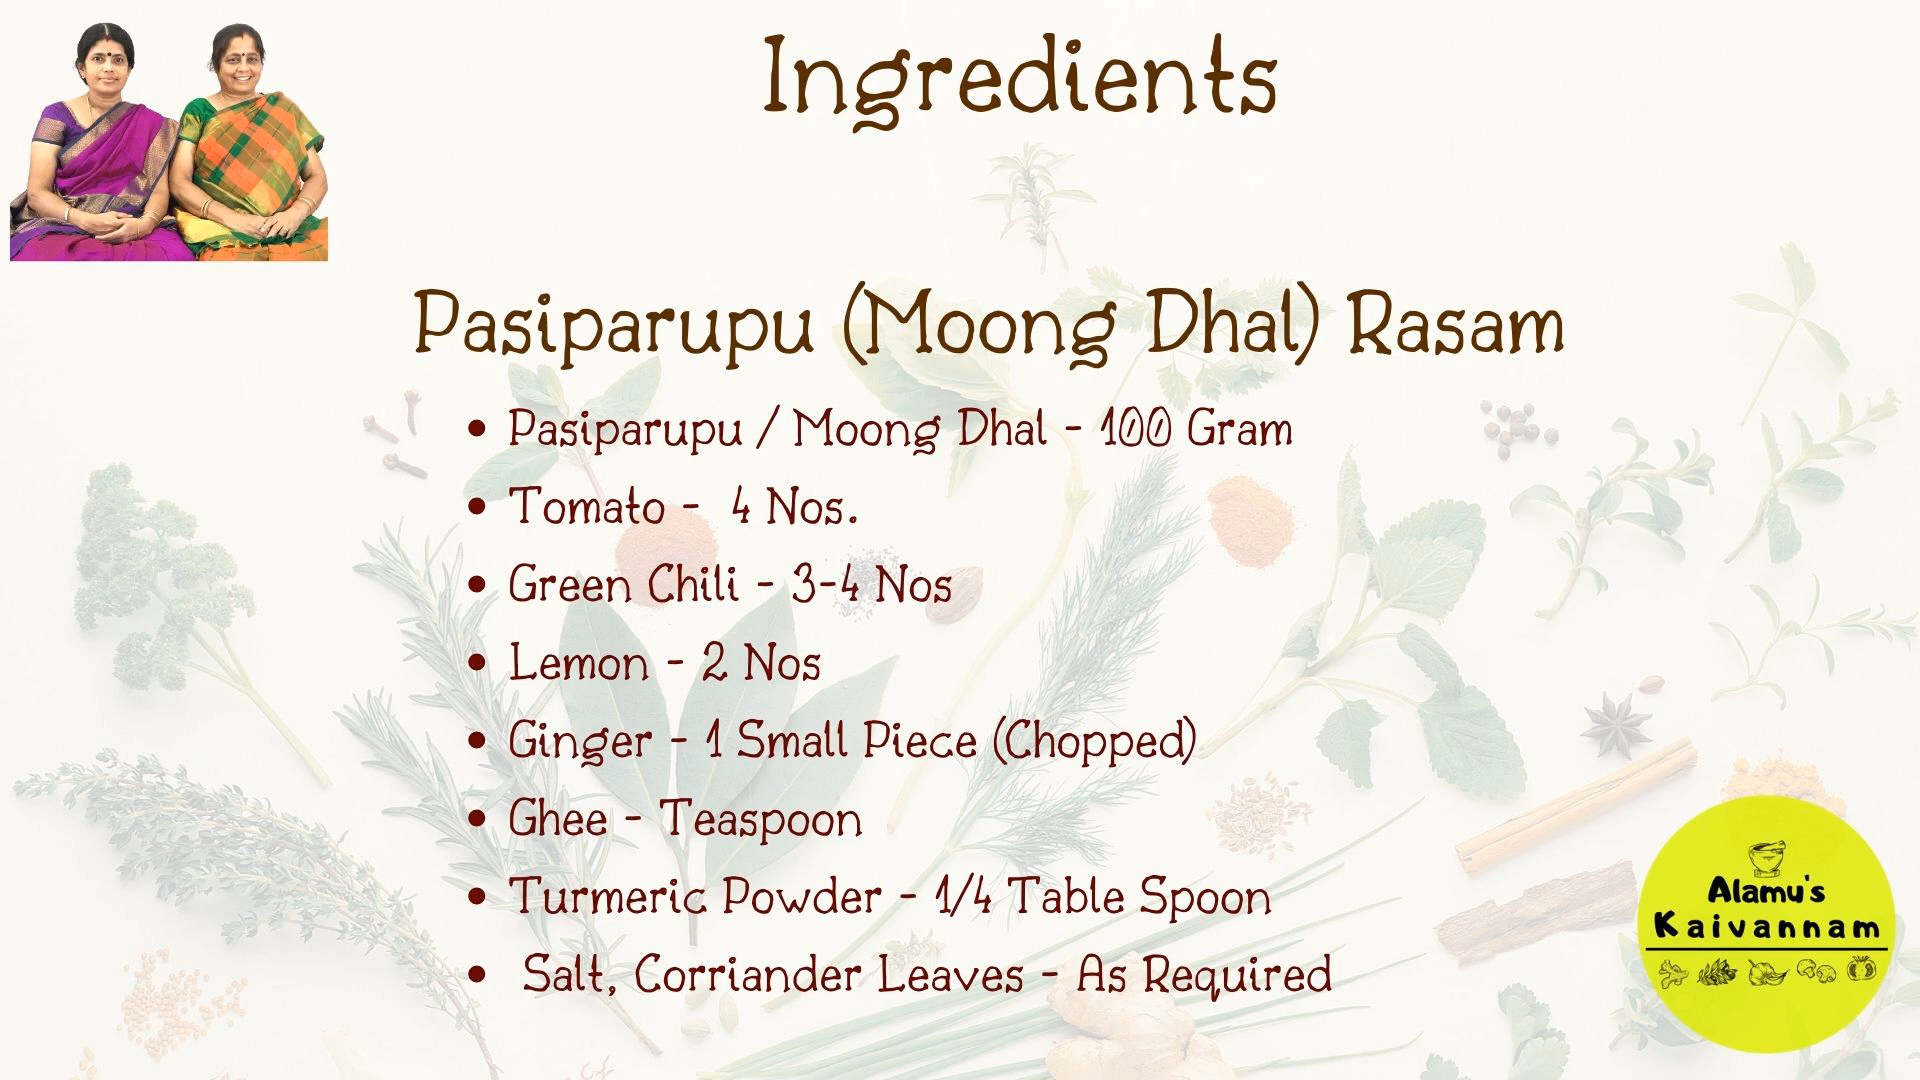 Ingredients
Pasiparupu (Moong Dhal) Rasam
• Pasiparupu / Moong Dhal - 100 Gram
• Tomato - 4 Nos.
• Green Chili - 3-4 Nos
• Lemon - 2 Nos
• Ginger - 1 Small Piece (Chopped)
• Ghee - Teaspoon
• Turmeric Powder - 1/4 Table Spoon
• Salt, Corriander Leaves - As Required
Alamu's
Kaivannam